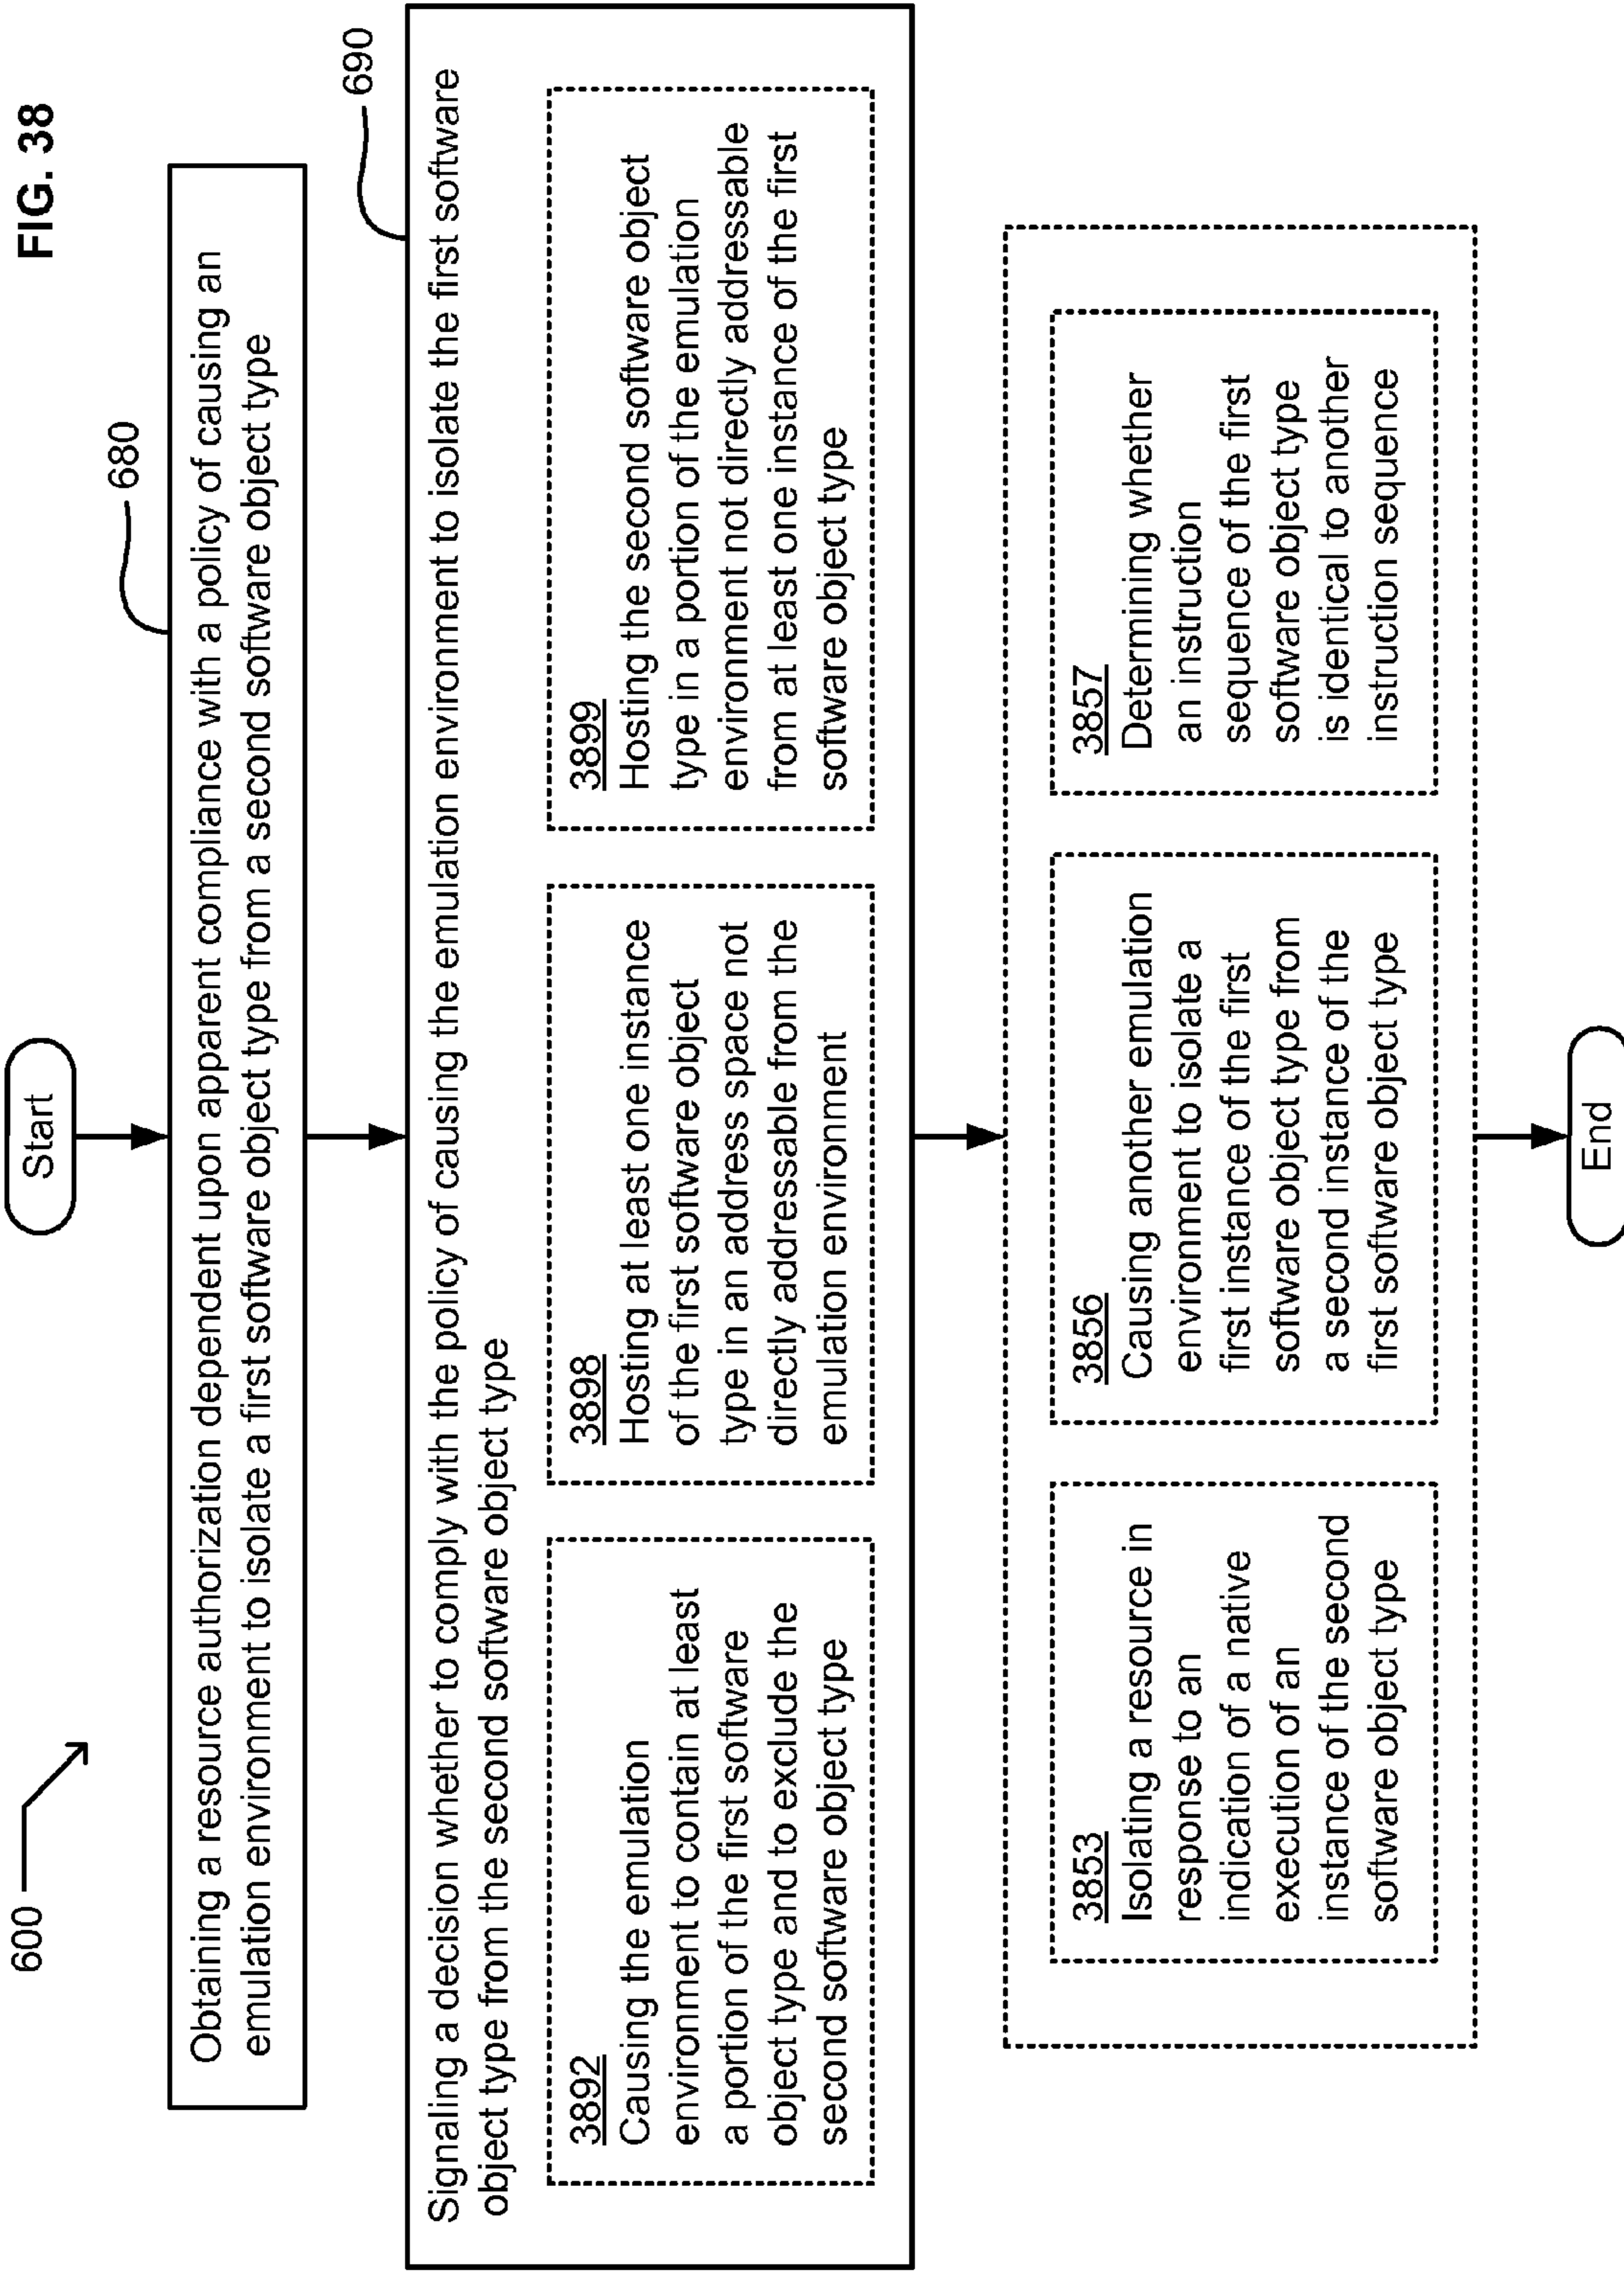 600
FIG. 38
Start
680
Obtaining a resource authorization dependent upon apparent compliance with a policy of causing an
emulation environment to isolate a first software object type from a second software object type
690
Signaling a decision whether to comply with the policy of causing the emulation environment to isolate the first software
object type from the second software object type
3892
Causing the emulation
environment to contain at least
a portion of the first software
object type and to exclude the
second software object type
3898
Hosting at least one instance
of the first software object
type in an address space not
directly addressable from the
emulation environment
3899
Hosting the second software object
type in a portion of the emulation
environment not directly addressable
from at least one instance of the first
software object type
3853
Isolating a resource in
response to an
indication of a native
execution of an
instance of the second
software object type
3856
Causing another emulation
environment to isolate a
first instance of the first
software object type from
a second instance of the
first software object type
3857
Determining whether
an instruction
sequence of the first
software object type
is identical to another
instruction sequence
End